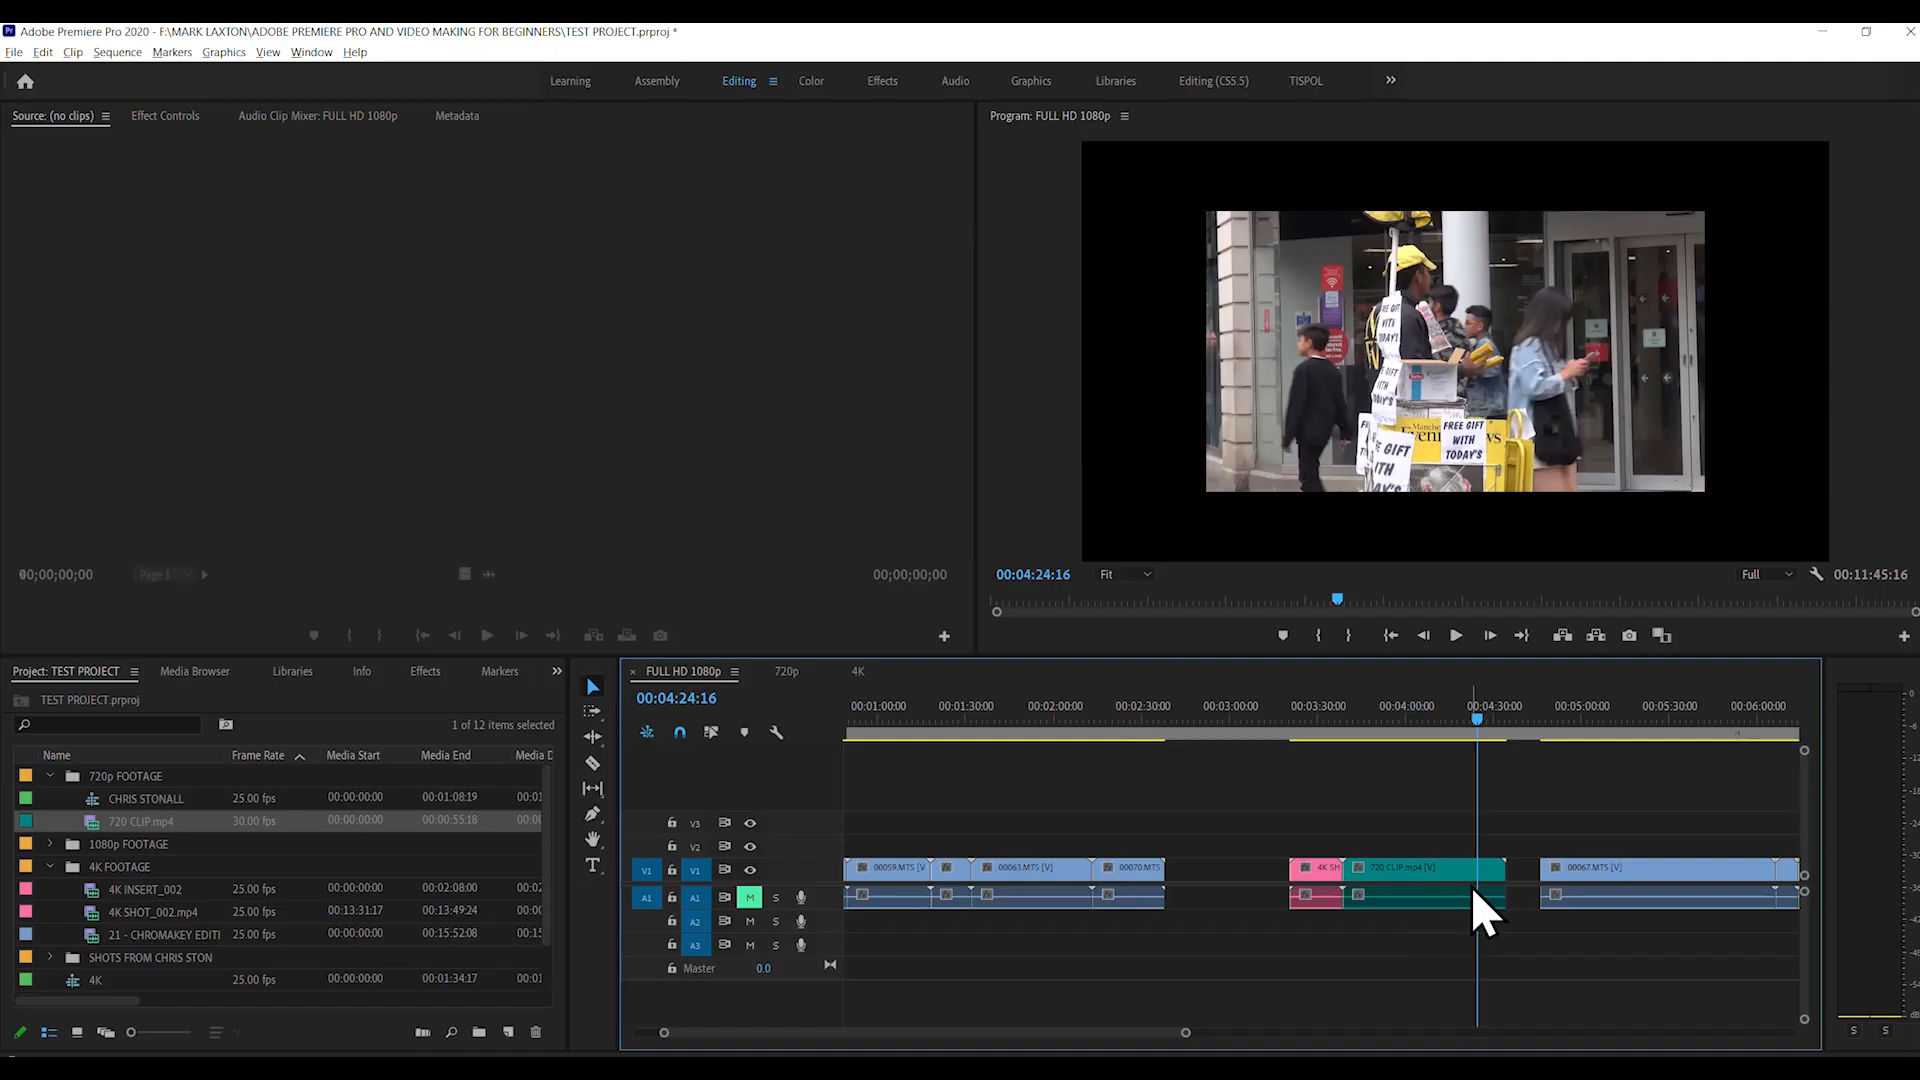 Adobe Premiere Pro 2020 - F:\MARK LAXTON\ADOBE PREMIERE PRO AND VIDEO MAKING FOR BEGINNERS\TEST PROJECT.prproj *
File Edit Clip Sequence Markers Graphics View Window Help
Learning Assembly Editing Color Effects Audio Graphics Libraries Editing (CS5.5) TISPOL
Source: (no clips) Effect Controls Audio Clip Mixer: FULL HD 1080p Metadata
Program: FULL HD 1080p
FREE GIFT
WITH
TODAY'S
00;00;00;00 Page 1 00;00;00;00
00:04:24:16 Fit Full 00:11:45:16
Project: TEST PROJECT Media Browser Libraries Info Effects Markers
TEST PROJECT.prproj
1 of 12 items selected
Name Frame Rate Media Start Media End Media D
720p FOOTAGE
CHRIS STONALL 25.00 fps 00:00:00:00 00:01:08:19 00:01
720 CLIP.mp4 30.00 fps 00:00:00:00 00:00:55:18 00:00
1080p FOOTAGE
4K FOOTAGE
4K INSERT_002 25.00 fps 00:00:00:00 00:02:08:00 00:02
4K SHOT_002.mp4 25.00 fps 00:13:31:17 00:13:49:24 00:00
21 - CHROMAKEY EDITI 25.00 fps 00:00:00:00 00:15:52:08 00:15
SHOTS FROM CHRIS STON
4K 25.00 fps 00:00:00:00 00:01:34:17 00:01
FULL HD 1080p 720p 4K
00:04:24:16
00:01:00:00 00:01:30:00 00:02:00:00 00:02:30:00 00:03:00:00 00:03:30:00 00:04:00:00 00:04:30:00 00:05:00:00 00:05:30:00 00:06:00:00
V3
V2
V1 V1 00059.MTS [V 00063.MTS [V] 00070.MTS 4K SH 720 CLIP.mp4 [V] 00067.MTS [V]
A1 A1 M S
A2 M S
A3 M S
Master 0.0
0
dB
S S